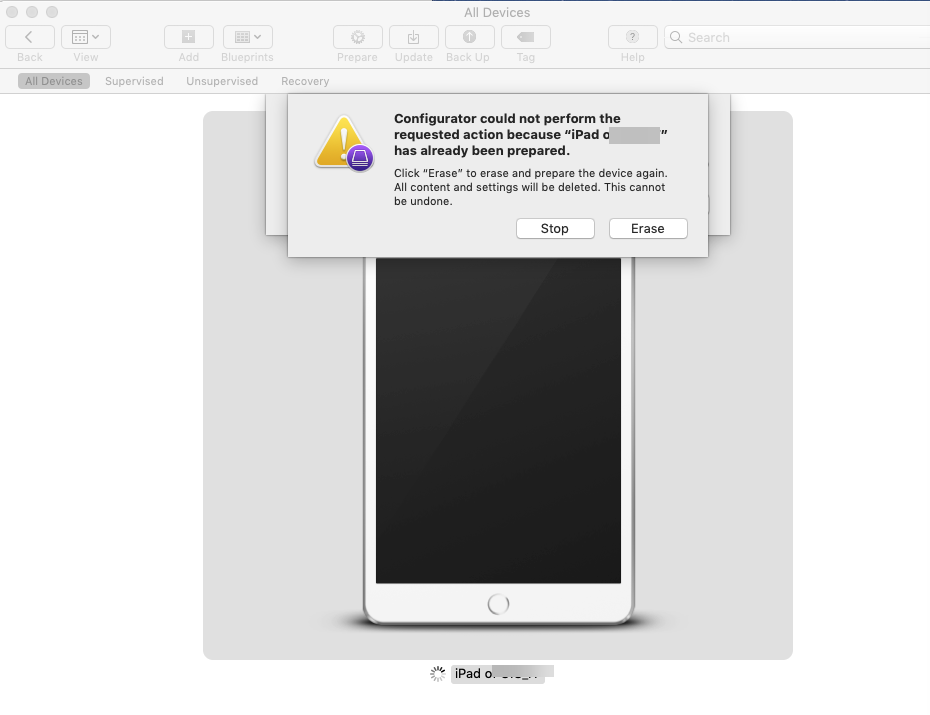 All Devices
Back View Add Blueprints Prepare Update Back Up Tag Help Search
All Devices Supervised Unsupervised Recovery
Configurator could not perform the
requested action because “iPad o ”
has already been prepared.
Click “Erase” to erase and prepare the device again.
All content and settings will be deleted. This cannot
be undone.
Stop Erase
iPad o